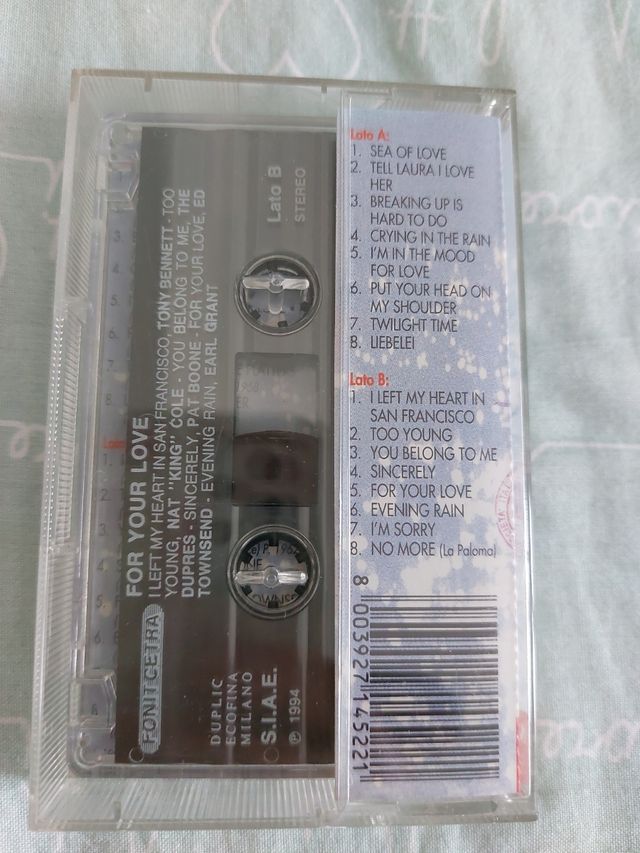 Lato A:
1. SEA OF LOVE
2. TELL LAURA I LOVE
HER
3. BREAKING UP IS
HARD TO DO
4. CRYING IN THE RAIN
5. I'M IN THE MOOD
FOR LOVE
6. PUT YOUR HEAD ON
MY SHOULDER
7. TWILIGHT TIME
8. LIEBELEI
Lato B:
1. I LEFT MY HEART IN
SAN FRANCISCO
2. TOO YOUNG
3. YOU BELONG TO ME
4. SINCERELY
5. FOR YOUR LOVE
6. EVENING RAIN
7. I'M SORRY
8. NO MORE (La Paloma)
8 003927 145221
FONIT CETRA
FOR YOUR LOVE
I LEFT MY HEART IN SAN FRANCISCO, TONY BENNETT - TOO
YOUNG, NAT "KING" COLE - YOU BELONG TO ME, THE
DUPRES - SINCERELY, PAT BOONE - FOR YOUR LOVE, ED
TOWNSEND - EVENING RAIN, EARL GRANT
Lato B
STEREO
DUPLIC
ECOFINA
MILANO
S.I.A.E.
℗ 1994